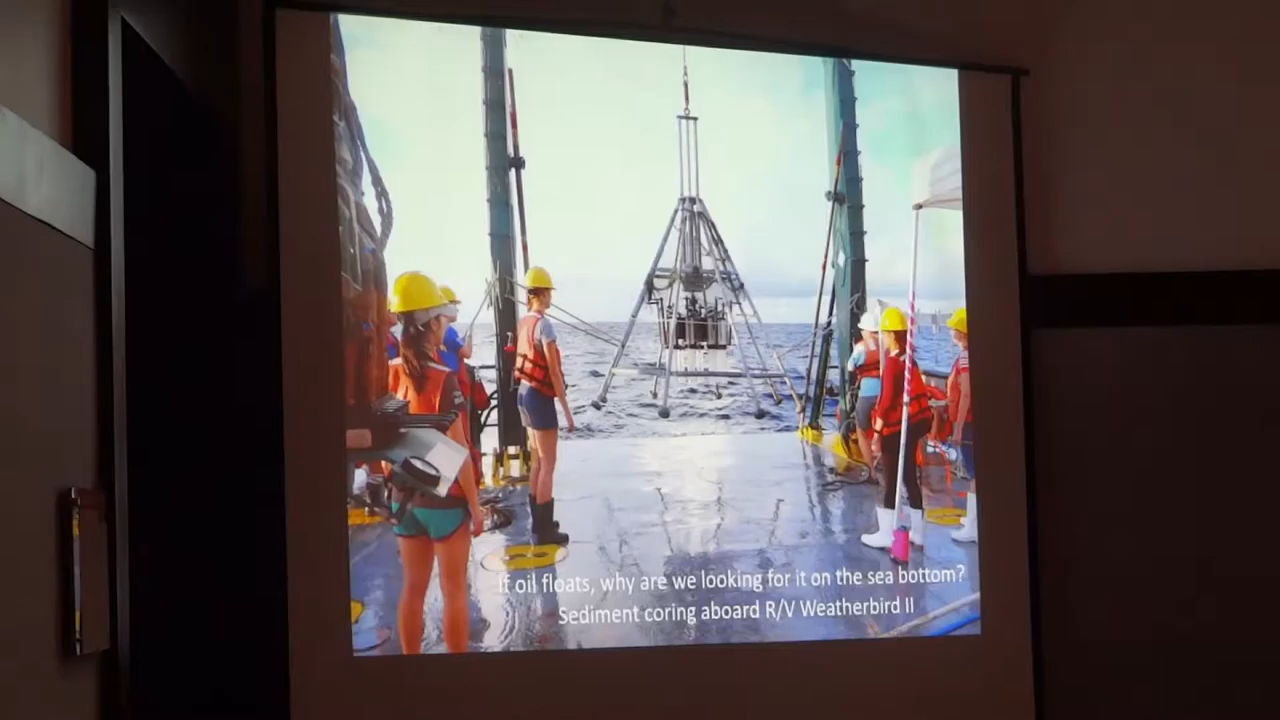 If oil floats, why are we looking for it on the sea bottom?
Sediment coring aboard R/V Weatherbird II